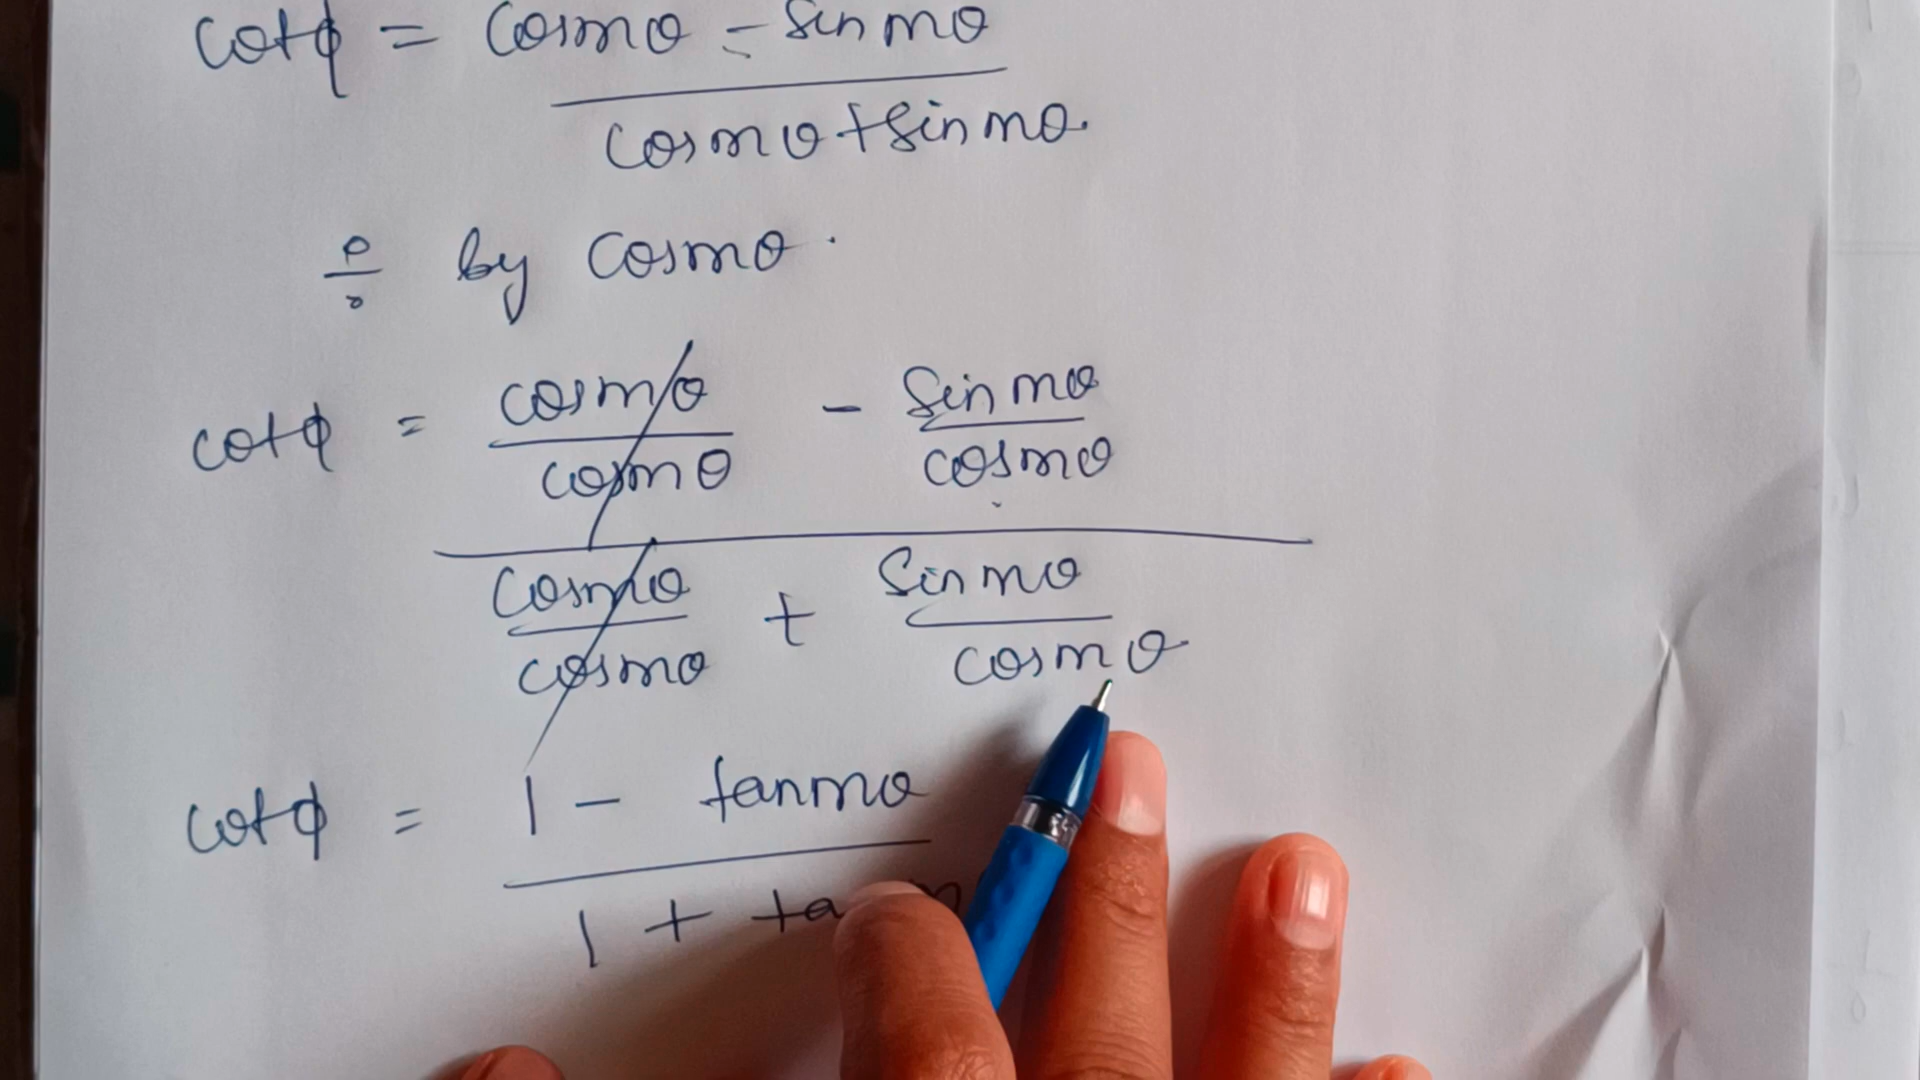 cotϕ = cosmθ - sinmθ
cosmθ + sinmθ.
÷ by cosmθ.
cotϕ = cosmθ - sinmθ
cosmθ cosmθ
cosmθ + sinmθ
cosmθ cosmθ
cotϕ = 1 - tanmθ
1 +